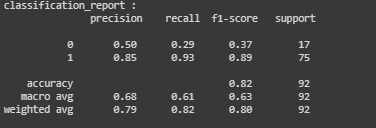 classification_report :
precision recall f1-score support
0 0.50 0.29 0.37 17
1 0.85 0.93 0.89 75
accuracy 0.82 92
macro avg 0.68 0.61 0.63 92
weighted avg 0.79 0.82 0.80 92